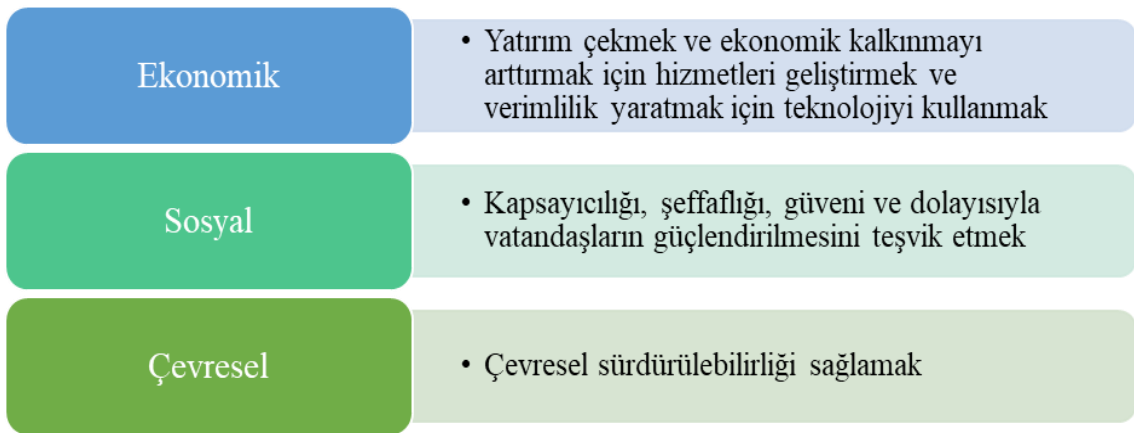 Ekonomik
• Yatırım çekmek ve ekonomik kalkınmayı
arttırmak için hizmetleri geliştirmek ve
verimlilik yaratmak için teknolojiyi kullanmak
Sosyal
• Kapsayıcılığı, şeffaflığı, güveni ve dolayısıyla
vatandaşların güçlendirilmesini teşvik etmek
Çevresel
• Çevresel sürdürülebilirliği sağlamak